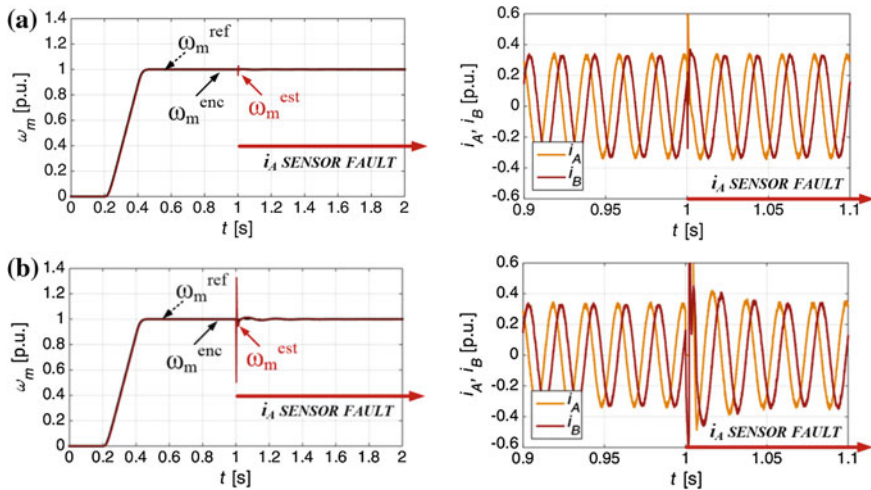 (a)
1.4
1.2
1
0.8
0.6
0.4
0.2
0
ω_m [p.u.]
ω_m^ref
ω_m^enc
ω_m^est
i_A SENSOR FAULT
0 0.2 0.4 0.6 0.8 1 1.2 1.4 1.6 1.8 2
t [s]
0.6
0.4
0.2
0
-0.2
-0.4
-0.6
i_A, i_B [p.u.]
i_A
i_B
i_A SENSOR FAULT
0.9 0.95 1 1.05 1.1
t [s]
(b)
1.4
1.2
1
0.8
0.6
0.4
0.2
0
ω_m [p.u.]
ω_m^ref
ω_m^enc
ω_m^est
i_A SENSOR FAULT
0 0.2 0.4 0.6 0.8 1 1.2 1.4 1.6 1.8 2
t [s]
0.6
0.4
0.2
0
-0.2
-0.4
-0.6
i_A, i_B [p.u.]
i_A
i_B
i_A SENSOR FAULT
0.9 0.95 1 1.05 1.1
t [s]